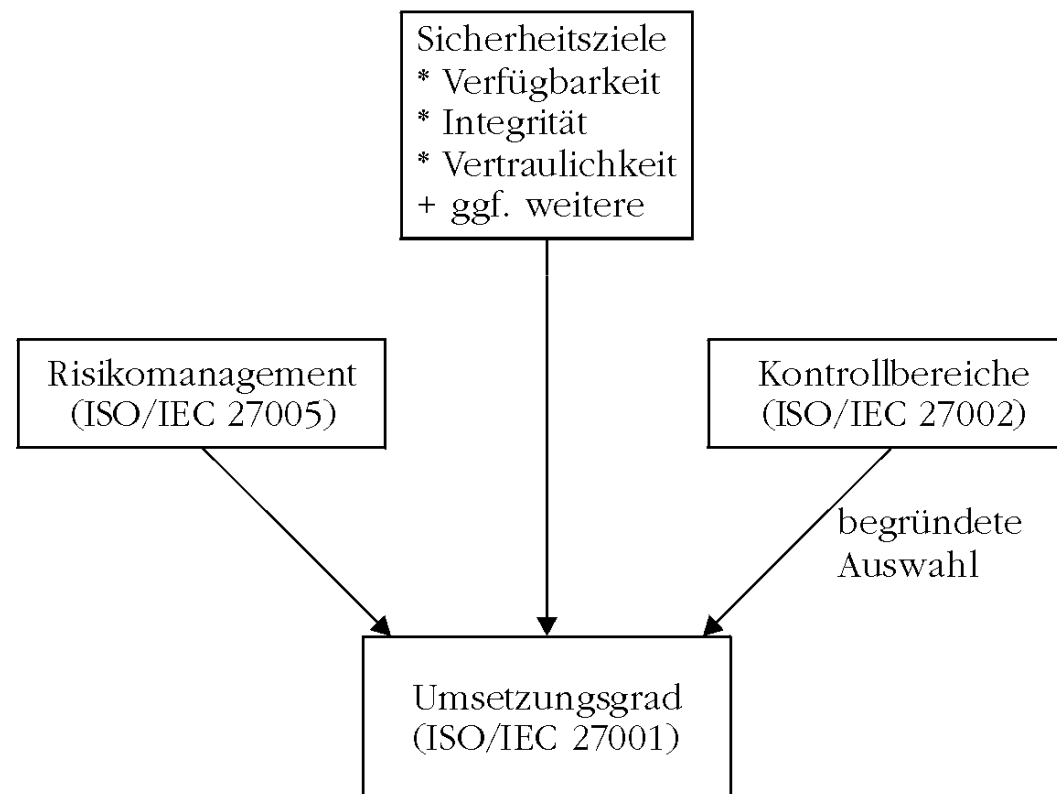 Sicherheitsziele
* Verfügbarkeit
* Integrität
* Vertraulichkeit
+ ggf. weitere
Risikomanagement
(ISO/IEC 27005)
Kontrollbereiche
(ISO/IEC 27002)
begründete
Auswahl
Umsetzungsgrad
(ISO/IEC 27001)